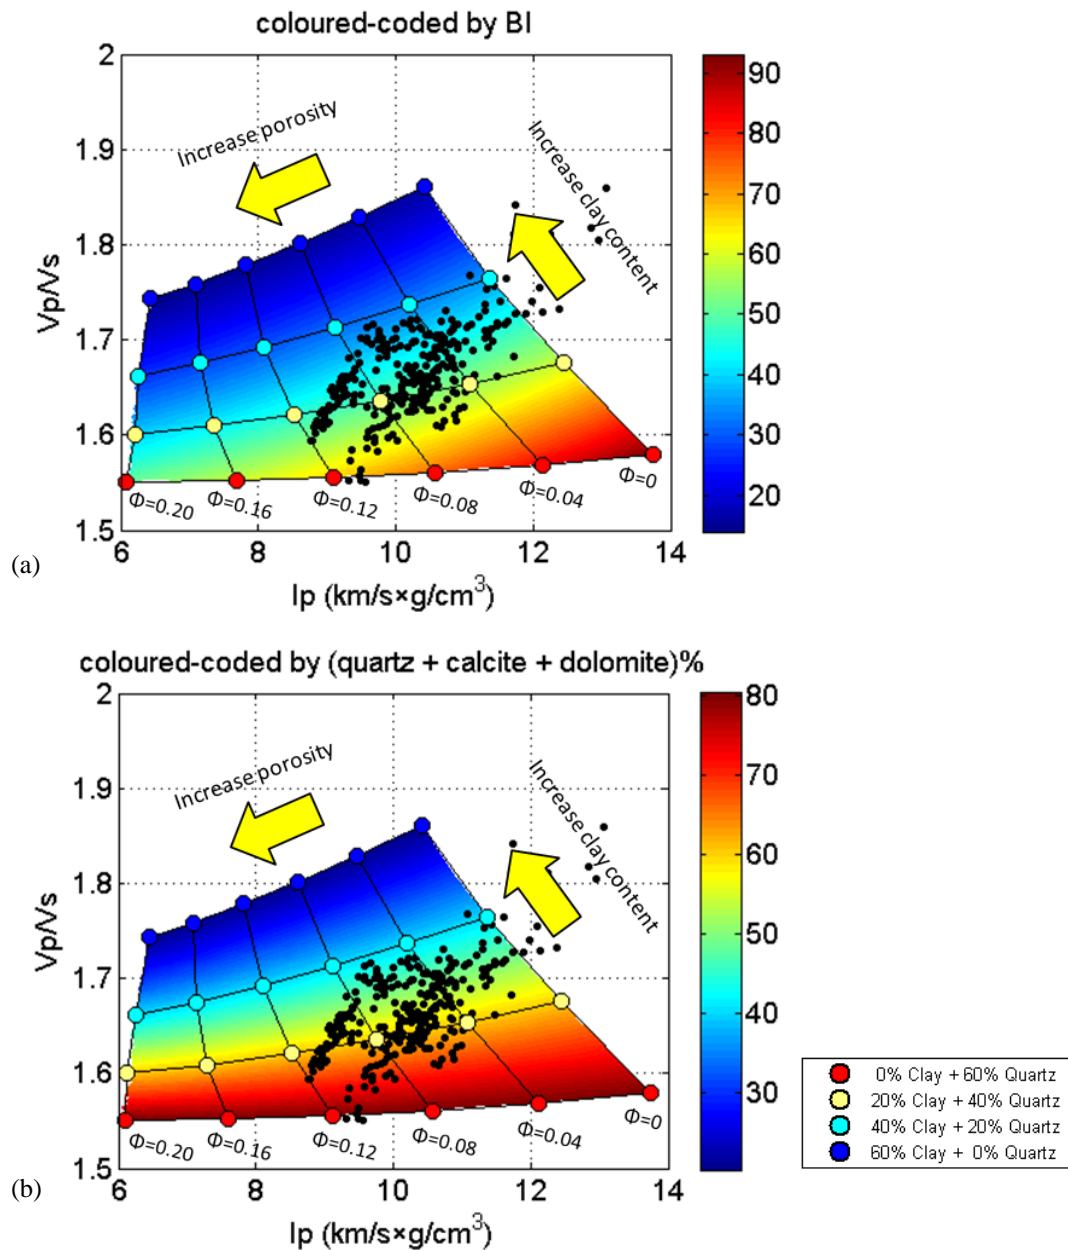 coloured-coded by BI
2
1.9
1.8
1.7
1.6
1.5
Vp/Vs
Increase porosity
Increase clay content
Φ=0.20
Φ=0.16
Φ=0.12
Φ=0.08
Φ=0.04
Φ=0
6
8
10
12
14
Ip (km/s×g/cm³)
90
80
70
60
50
40
30
20
(a)
coloured-coded by (quartz + calcite + dolomite)%
2
1.9
1.8
1.7
1.6
1.5
Vp/Vs
Increase porosity
Increase clay content
Φ=0.20
Φ=0.16
Φ=0.12
Φ=0.08
Φ=0.04
Φ=0
6
8
10
12
14
Ip (km/s×g/cm³)
80
70
60
50
40
30
0% Clay + 60% Quartz
20% Clay + 40% Quartz
40% Clay + 20% Quartz
60% Clay + 0% Quartz
(b)